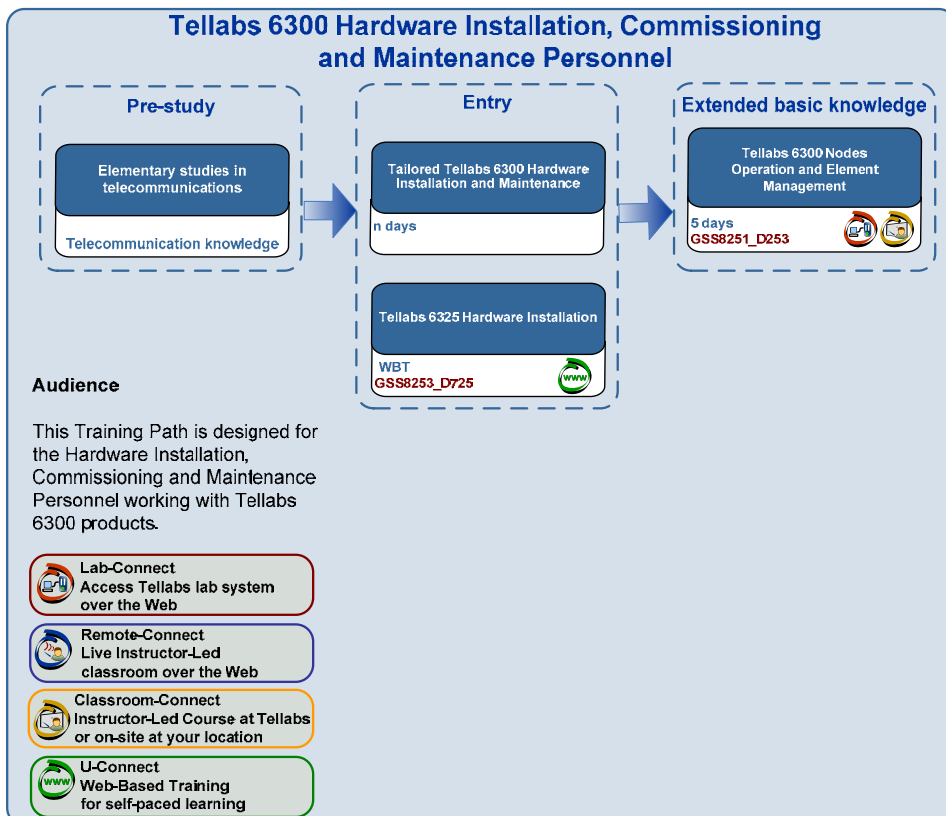 Tellabs 6300 Hardware Installation, Commissioning
and Maintenance Personnel
Pre-study
Elementary studies in
telecommunications
Telecommunication knowledge
Entry
Tailored Tellabs 6300 Hardware
Installation and Maintenance
n days
Tellabs 6325 Hardware Installation
WBT
GSS8253_D725
www
Extended basic knowledge
Tellabs 6300 Nodes
Operation and Element
Management
5 days
GSS8251_D253
Audience
This Training Path is designed for
the Hardware Installation,
Commissioning and Maintenance
Personnel working with Tellabs
6300 products.
Lab-Connect
Access Tellabs lab system
over the Web
Remote-Connect
Live Instructor-Led
classroom over the Web
Classroom-Connect
Instructor-Led Course at Tellabs
or on-site at your location
www
U-Connect
Web-Based Training
for self-paced learning